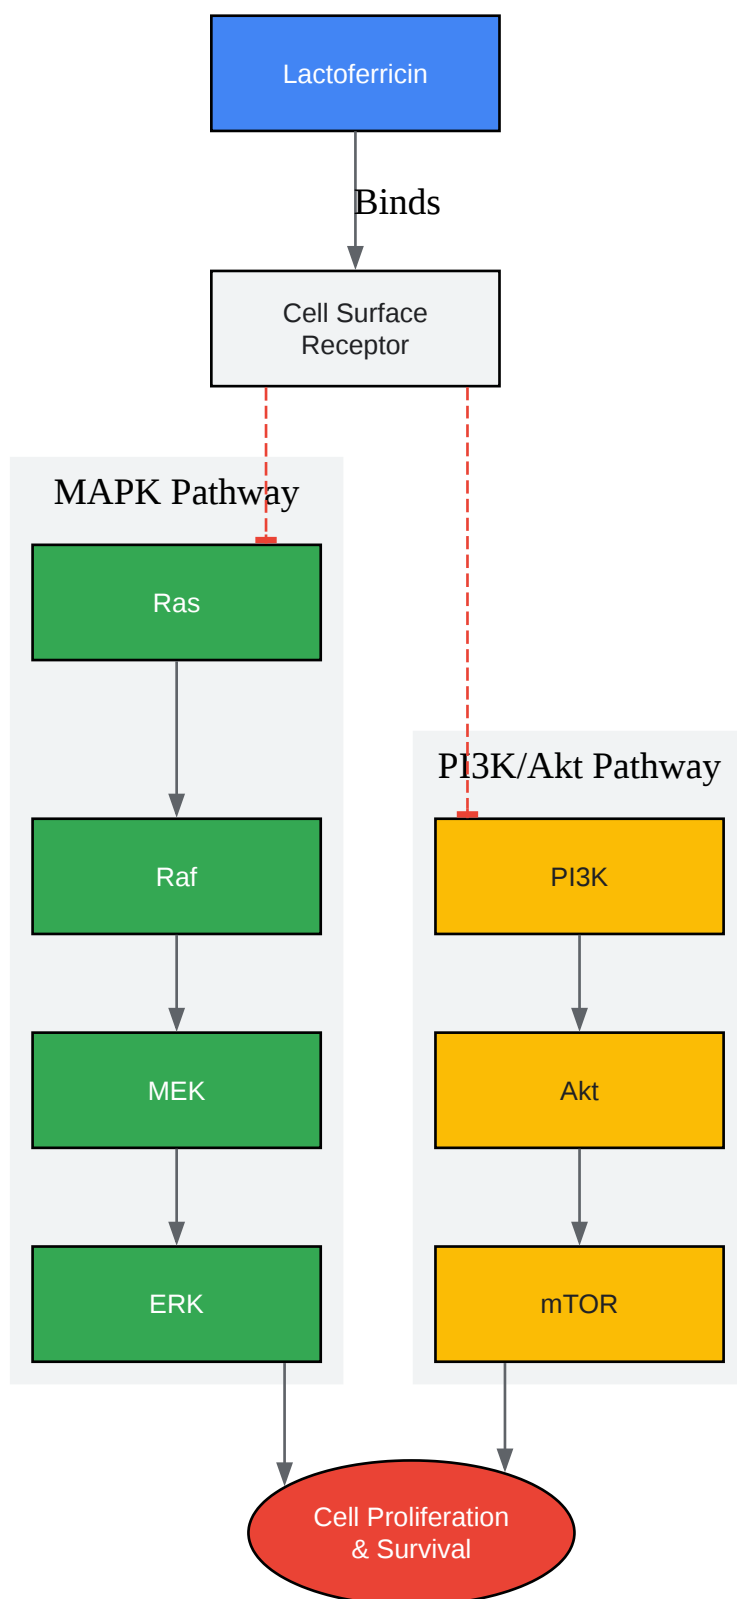 Lactoferricin
Binds
Cell Surface
Receptor
MAPK Pathway
Ras
PI3K/Akt Pathway
Raf
PI3K
MEK
Akt
ERK
mTOR
Cell Proliferation
& Survival